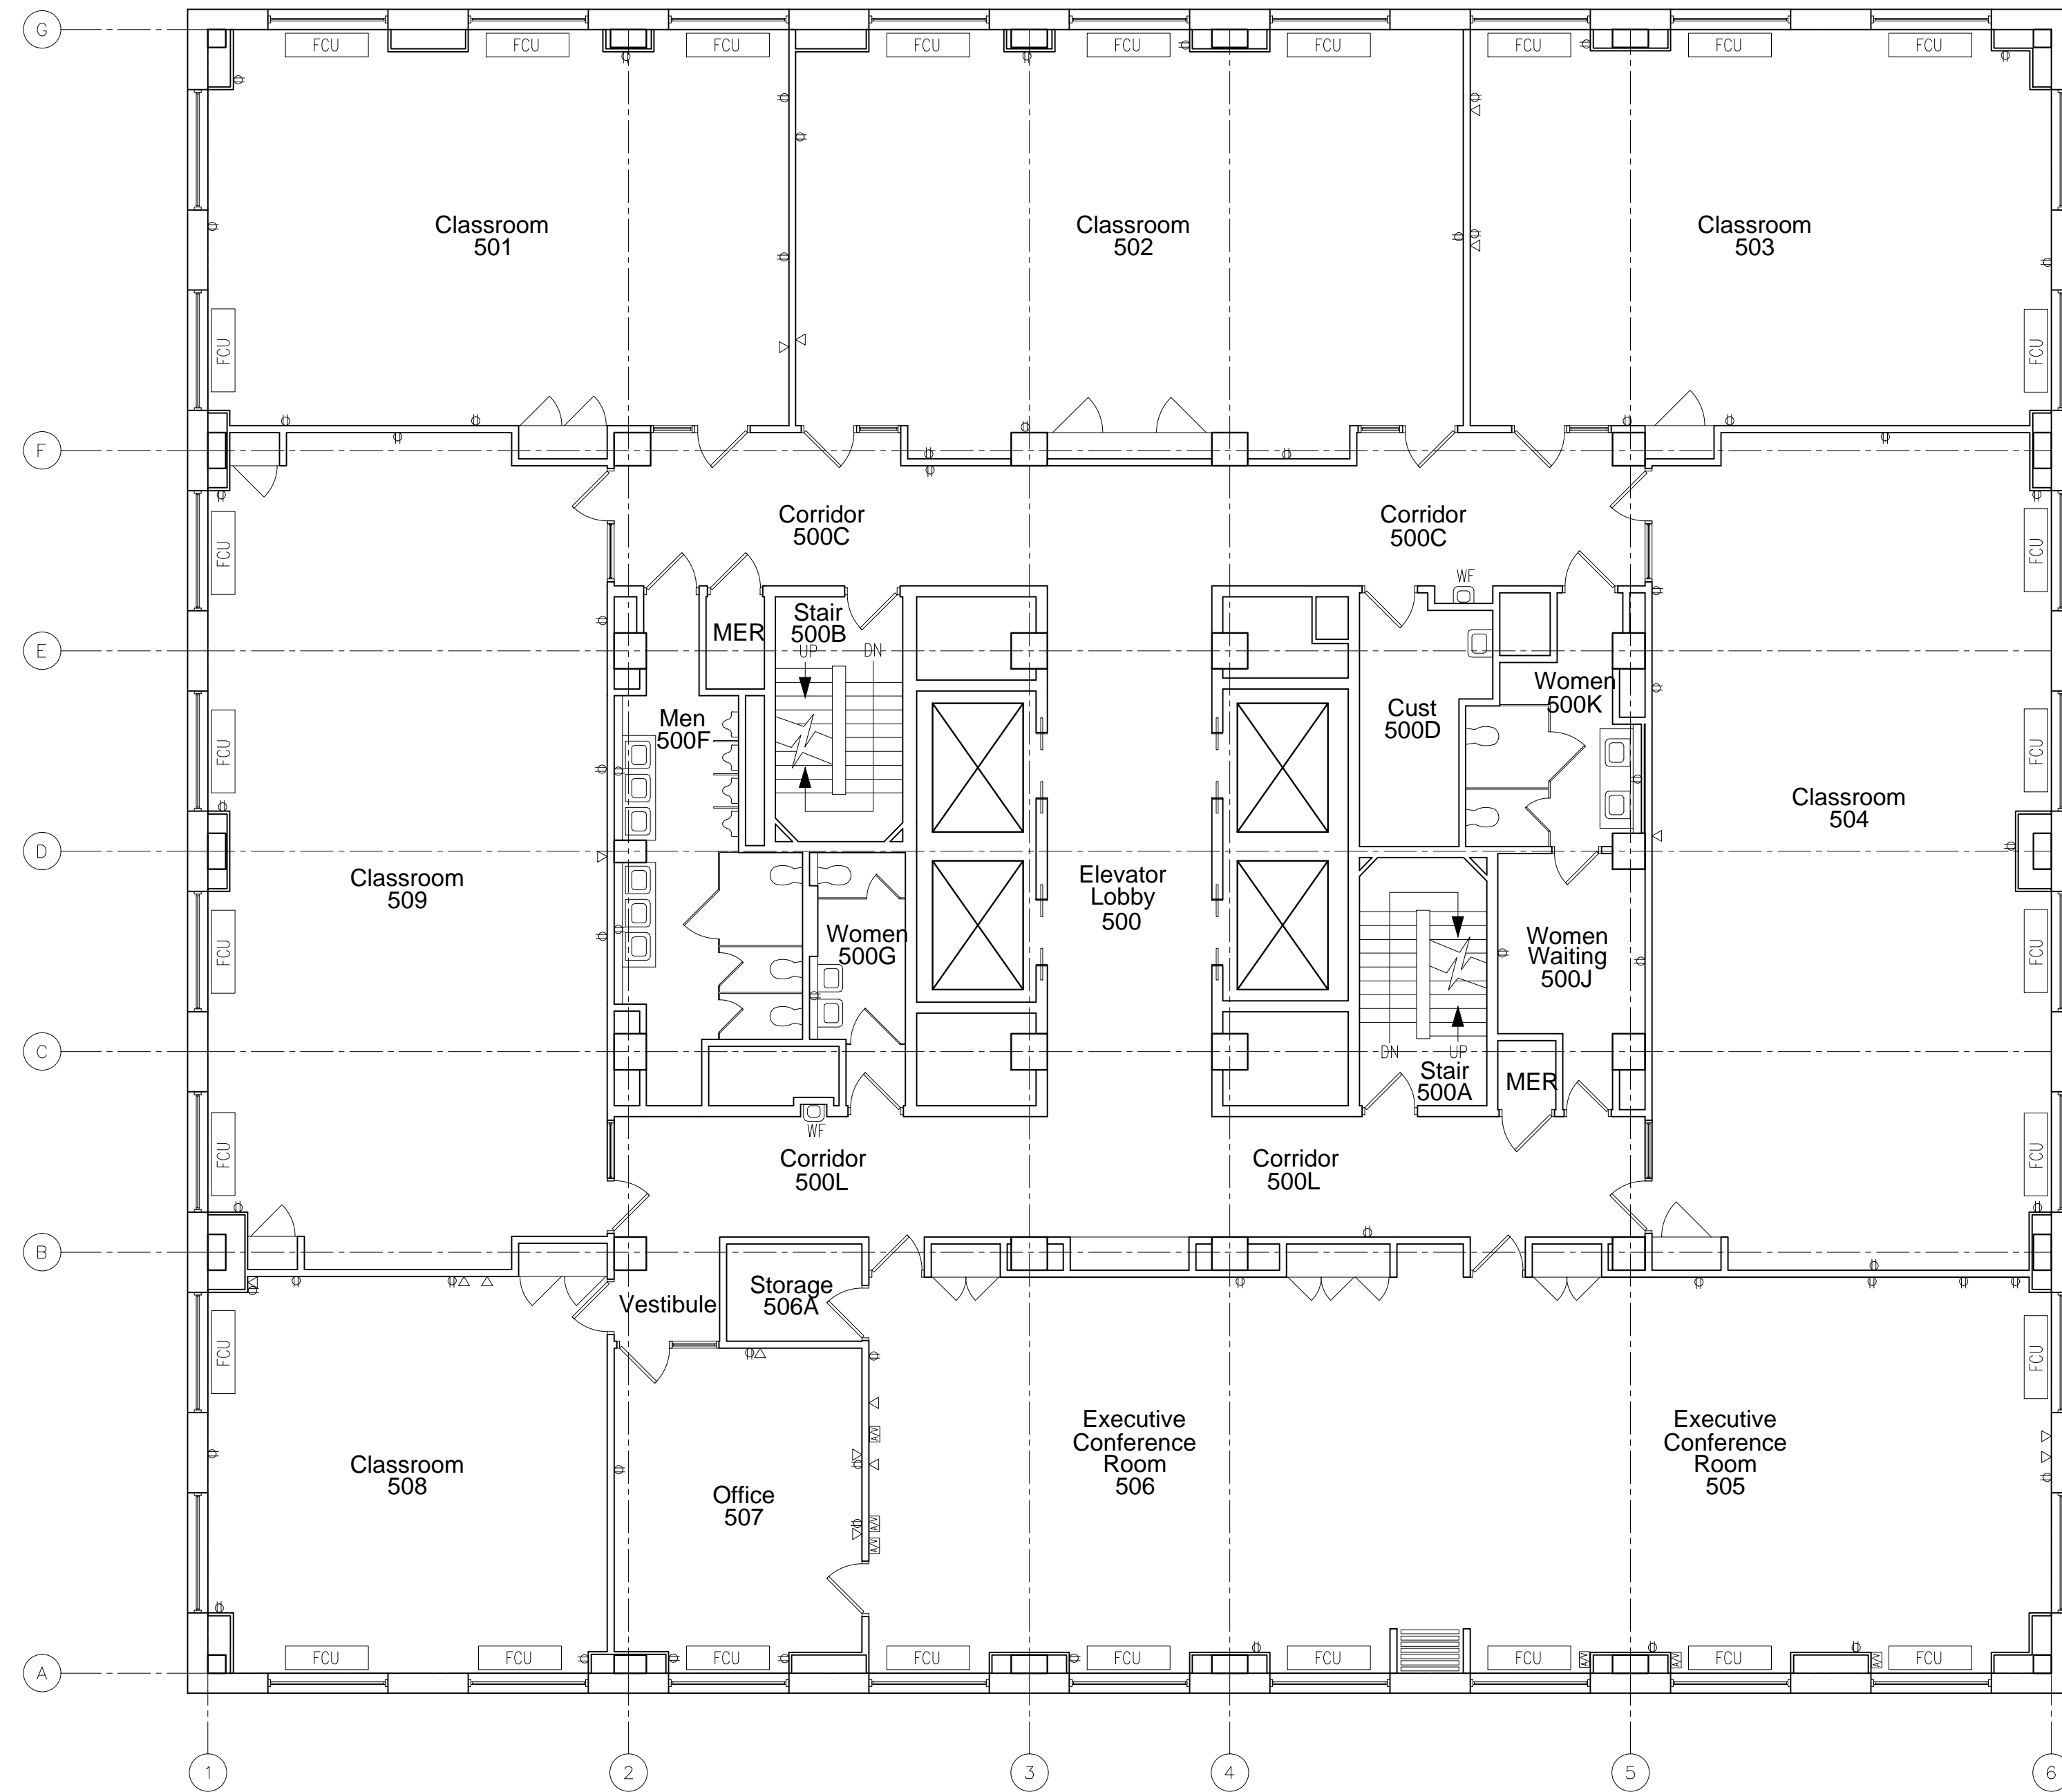 G
FCU
FCU
FCU
FCU
FCU
FCU
FCU
FCU
FCU
Classroom
501
Classroom
502
Classroom
503
FCU
FCU
F
Corridor
500C
Corridor
500C
FCU
FCU
WF
Stair
500B
MER
UP
DN
E
Women
500K
Men
500F
Cust
500D
FCU
FCU
Classroom
504
D
Classroom
509
Elevator
Lobby
500
FCU
FCU
Women
500G
Women
Waiting
500J
C
DN
UP
Stair
500A
MER
WF
FCU
FCU
Corridor
500L
Corridor
500L
B
Storage
506A
Vestibule
FCU
FCU
Executive
Conference
Room
506
Executive
Conference
Room
505
A/V
Classroom
508
Office
507
A/V
A/V
FCU
FCU
FCU
FCU
FCU
FCU
FCU
A/V
A/V
FCU
A/V
FCU
A
1
2
3
4
5
6